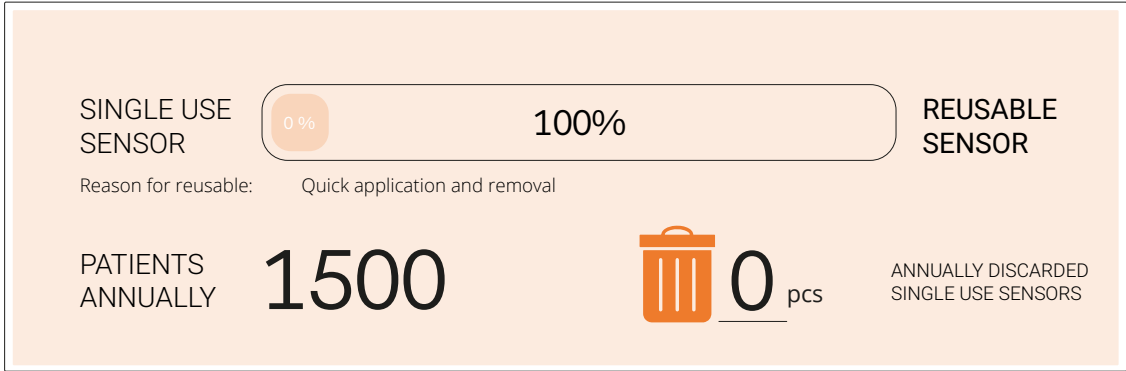 SINGLE USE
SENSOR
0 %
100%
REUSABLE
SENSOR
Reason for reusable: Quick application and removal
PATIENTS
ANNUALLY
1500
0 pcs
ANNUALLY DISCARDED
SINGLE USE SENSORS